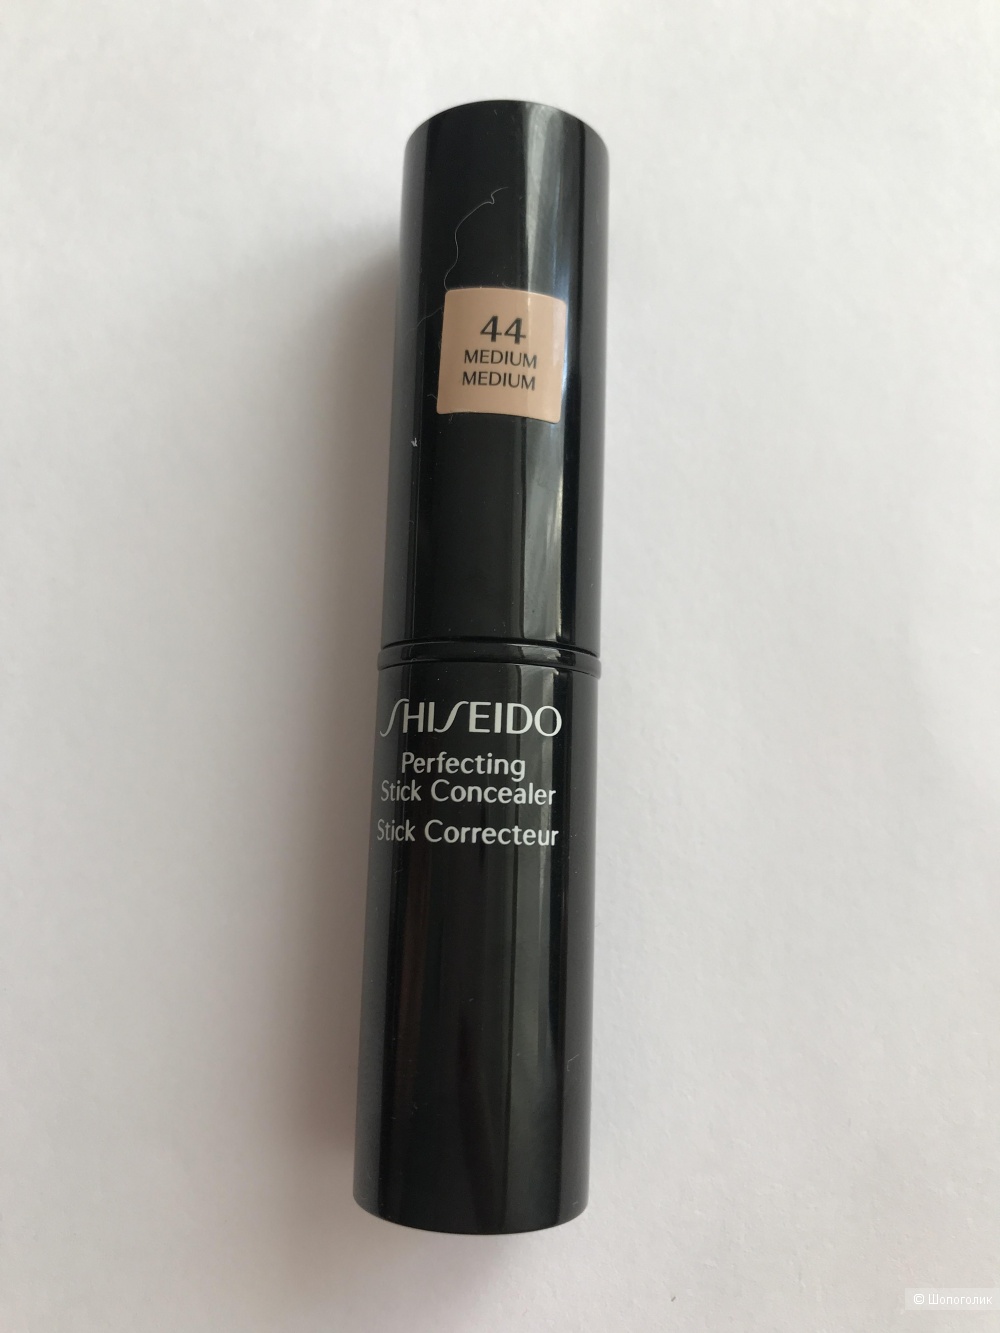 44
MEDIUM
MEDIUM
SHISEIDO
Perfecting
Stick Concealer
Stick Correcteur
© Шопоголик